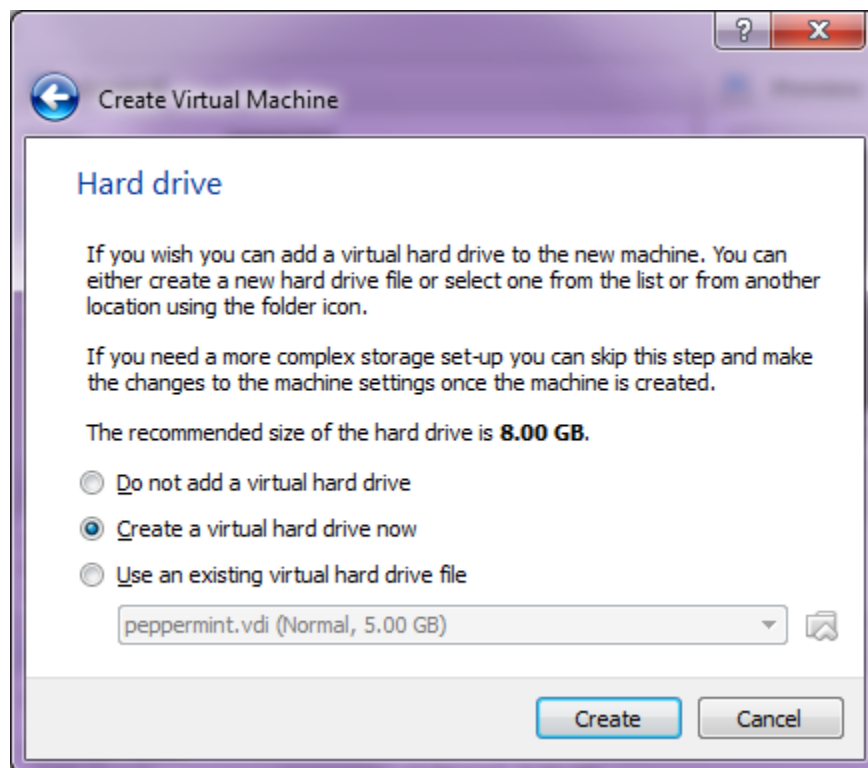 ?
X
Create Virtual Machine
Hard drive
If you wish you can add a virtual hard drive to the new machine. You can
either create a new hard drive file or select one from the list or from another
location using the folder icon.
If you need a more complex storage set-up you can skip this step and make
the changes to the machine settings once the machine is created.
The recommended size of the hard drive is 8.00 GB.
Do not add a virtual hard drive
Create a virtual hard drive now
Use an existing virtual hard drive file
peppermint.vdi (Normal, 5.00 GB)
Create Cancel